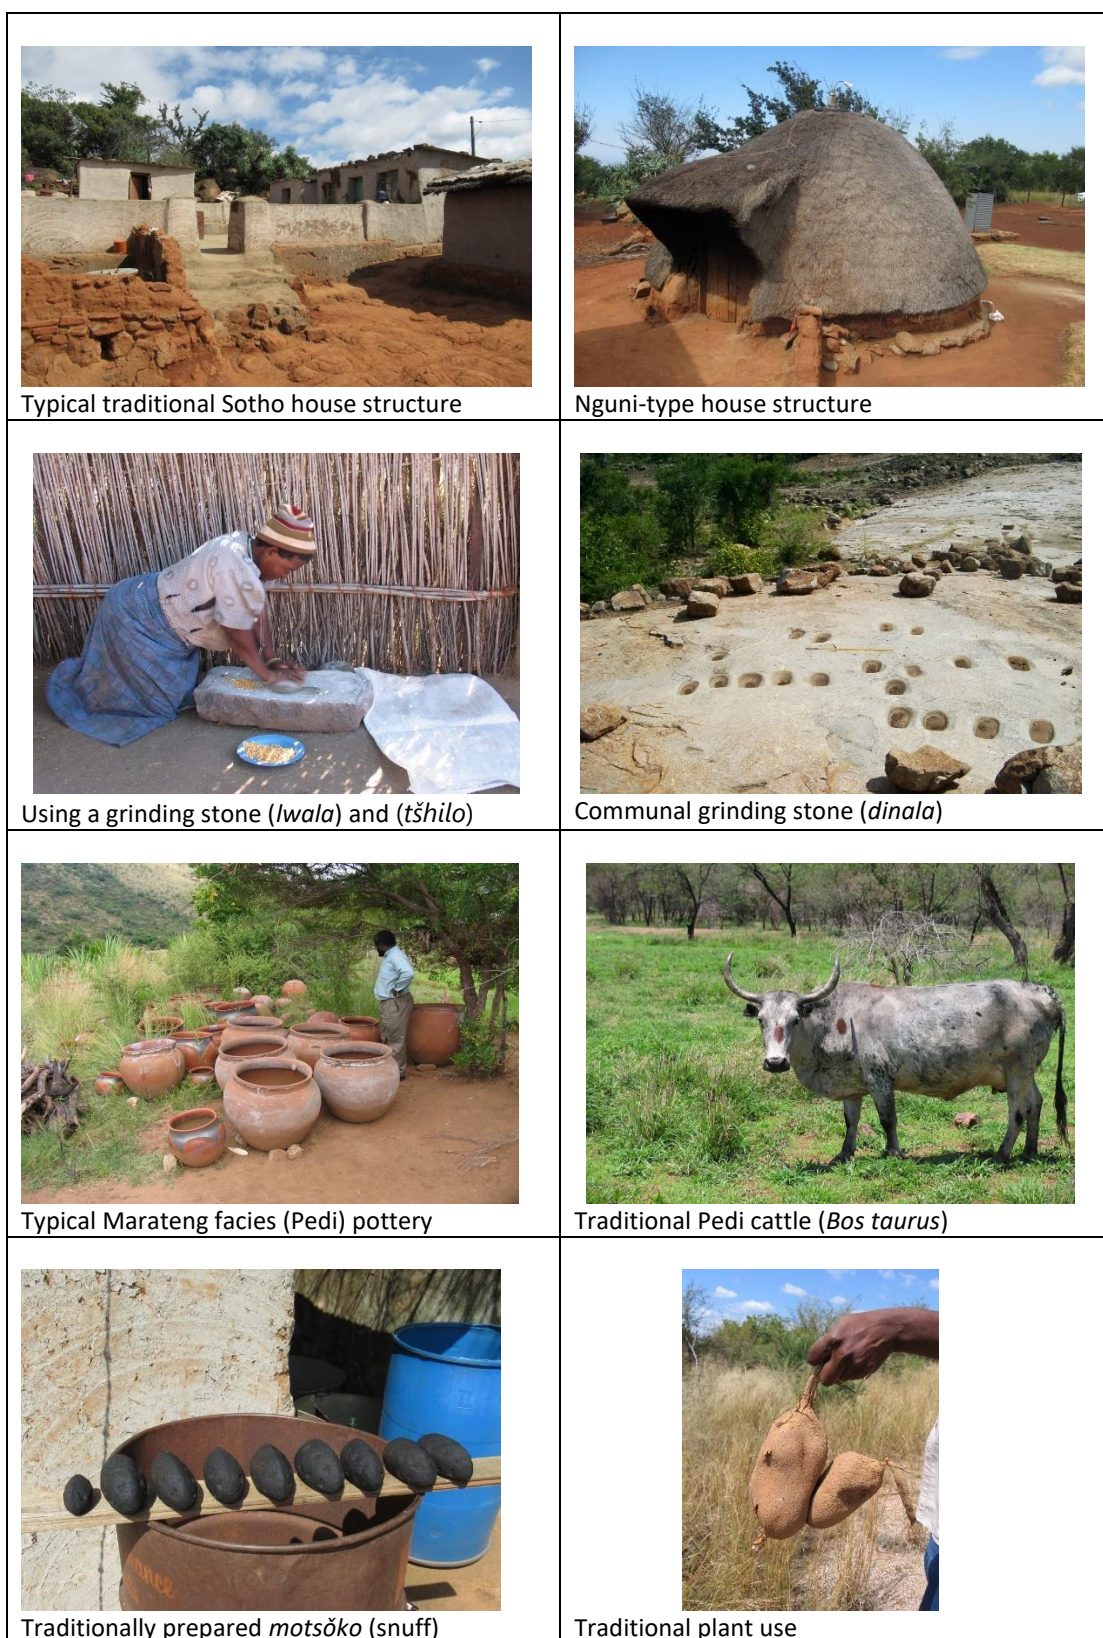 Typical traditional Sotho house structure
Nguni-type house structure
Using a grinding stone (lwala) and (tšhilo)
Communal grinding stone (dinala)
Typical Marateng facies (Pedi) pottery
Traditional Pedi cattle (Bos taurus)
Traditionally prepared motsǒko (snuff)
Traditional plant use